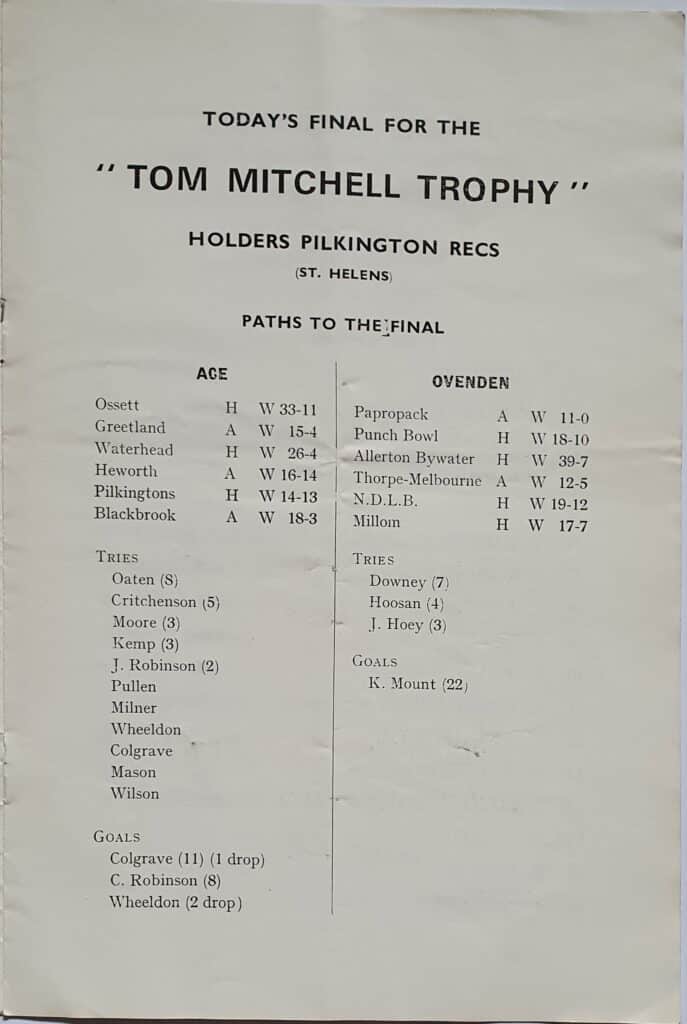 TODAY'S FINAL FOR THE
" TOM MITCHELL TROPHY "
HOLDERS PILKINGTON RECS
(ST. HELENS)
PATHS TO THE FINAL
ACE
Ossett H W 33-11
Greetland A W 15-4
Waterhead H W 26-4
Heworth A W 16-14
Pilkingtons H W 14-13
Blackbrook A W 18-3
TRIES
Oaten (8)
Critchenson (5)
Moore (3)
Kemp (3)
J. Robinson (2)
Pullen
Milner
Wheeldon
Colgrave
Mason
Wilson
GOALS
Colgrave (11) (1 drop)
C. Robinson (8)
Wheeldon (2 drop)
OVENDEN
Papropack A W 11-0
Punch Bowl H W 18-10
Allerton Bywater H W 39-7
Thorpe-Melbourne A W 12-5
N.D.L.B. H W 19-12
Millom H W 17-7
TRIES
Downey (7)
Hoosan (4)
J. Hoey (3)
GOALS
K. Mount (22)